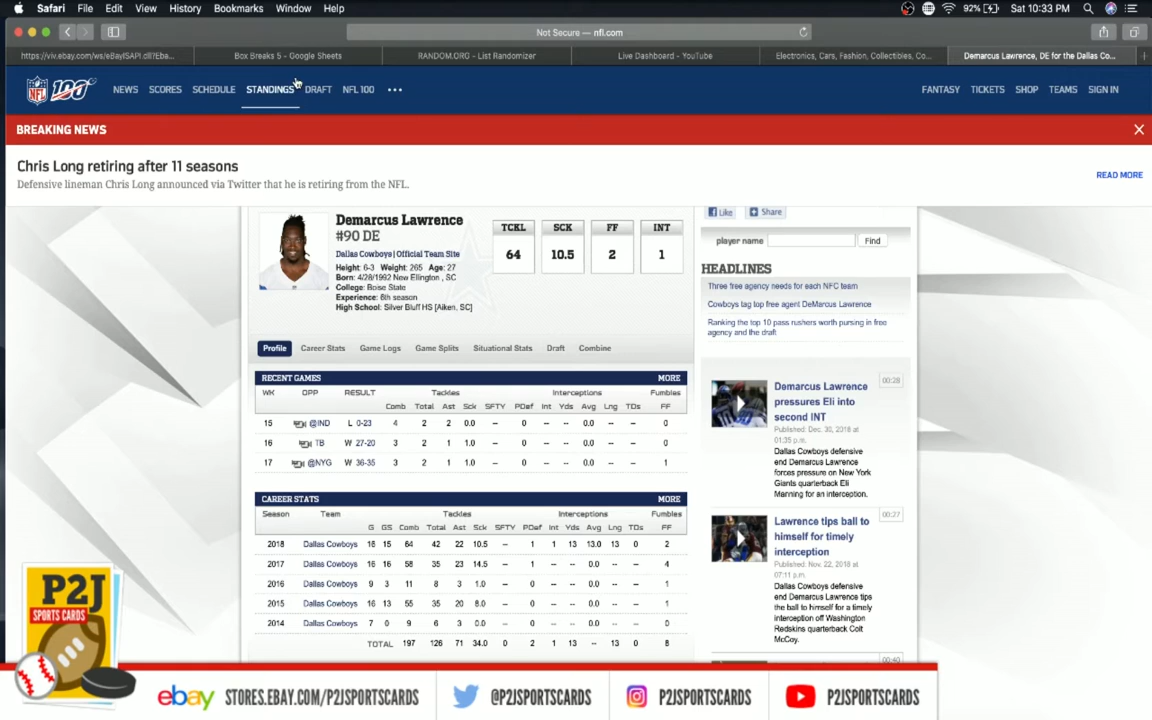 Safari File Edit View History Bookmarks Window Help
92% Sat 10:33 PM
Not Secure — nfl.com
https://viv.ebay.com/ws/eBayISAPI.dll?Eba...
Box Breaks 5 - Google Sheets
RANDOM.ORG - List Randomizer
Live Dashboard - YouTube
Electronics, Cars, Fashion, Collectibles, Co...
Demarcus Lawrence, DE for the Dallas Co...
NFL 100 NEWS SCORES SCHEDULE STANDINGS DRAFT NFL 100 ••• FANTASY TICKETS SHOP TEAMS SIGN IN
BREAKING NEWS
Chris Long retiring after 11 seasons
Defensive lineman Chris Long announced via Twitter that he is retiring from the NFL.
READ MORE
Demarcus Lawrence
#90 DE
Dallas Cowboys | Official Team Site
Height: 6-3 Weight: 265 Age: 27
Born: 4/28/1992 New Ellington , SC
College: Boise State
Experience: 6th season
High School: Silver Bluff HS [Aiken, SC]
TCKL SCK FF INT
64 10.5 2 1
Like Share
player name Find
HEADLINES
Three free agency needs for each NFC team
Cowboys tag top free agent DeMarcus Lawrence
Ranking the top 10 pass rushers worth pursing in free
agency and the draft
Profile Career Stats Game Logs Game Splits Situational Stats Draft Combine
RECENT GAMES MORE
WK OPP RESULT Tackles Interceptions Fumbles
Comb Total Ast Sck SFTY PDef Int Yds Avg Lng TDs FF
15 @IND L 0-23 4 2 2 0.0 -- 0 -- -- 0.0 -- -- 0
16 TB W 27-20 3 2 1 1.0 -- 0 -- -- 0.0 -- -- 0
17 @NYG W 36-35 3 2 1 1.0 -- 0 -- -- 0.0 -- -- 1
CAREER STATS MORE
Season Team Tackles Interceptions Fumbles
G GS Comb Total Ast Sck SFTY PDef Int Yds Avg Lng TDs FF
2018 Dallas Cowboys 16 15 64 42 22 10.5 -- 1 1 13 13.0 13 0 2
2017 Dallas Cowboys 16 16 58 35 23 14.5 -- 1 -- -- 0.0 -- -- 4
2016 Dallas Cowboys 9 3 11 8 3 1.0 -- 0 -- -- 0.0 -- -- 1
2015 Dallas Cowboys 16 13 55 35 20 8.0 -- 0 -- -- 0.0 -- -- 1
2014 Dallas Cowboys 7 0 9 6 3 0.0 -- 0 -- -- 0.0 -- -- 0
TOTAL 197 126 71 34.0 0 2 1 13 -- 13 0 8
00:28
Demarcus Lawrence
pressures Eli into
second INT
Published: Dec. 30, 2018 at
01:35 p.m.
Dallas Cowboys defensive
end Demarcus Lawrence
forces pressure on New York
Giants quarterback Eli
Manning for an interception.
00:27
Lawrence tips ball to
himself for timely
interception
Published: Nov. 22, 2018 at
07:11 p.m.
Dallas Cowboys defensive
end Demarcus Lawrence tips
the ball to himself for a timely
interception off Washington
Redskins quarterback Colt
McCoy.
00:40
P2J
SPORTS CARDS
ebay STORES.EBAY.COM/P2JSPORTSCARDS
@P2JSPORTSCARDS
P2JSPORTSCARDS
P2JSPORTSCARDS